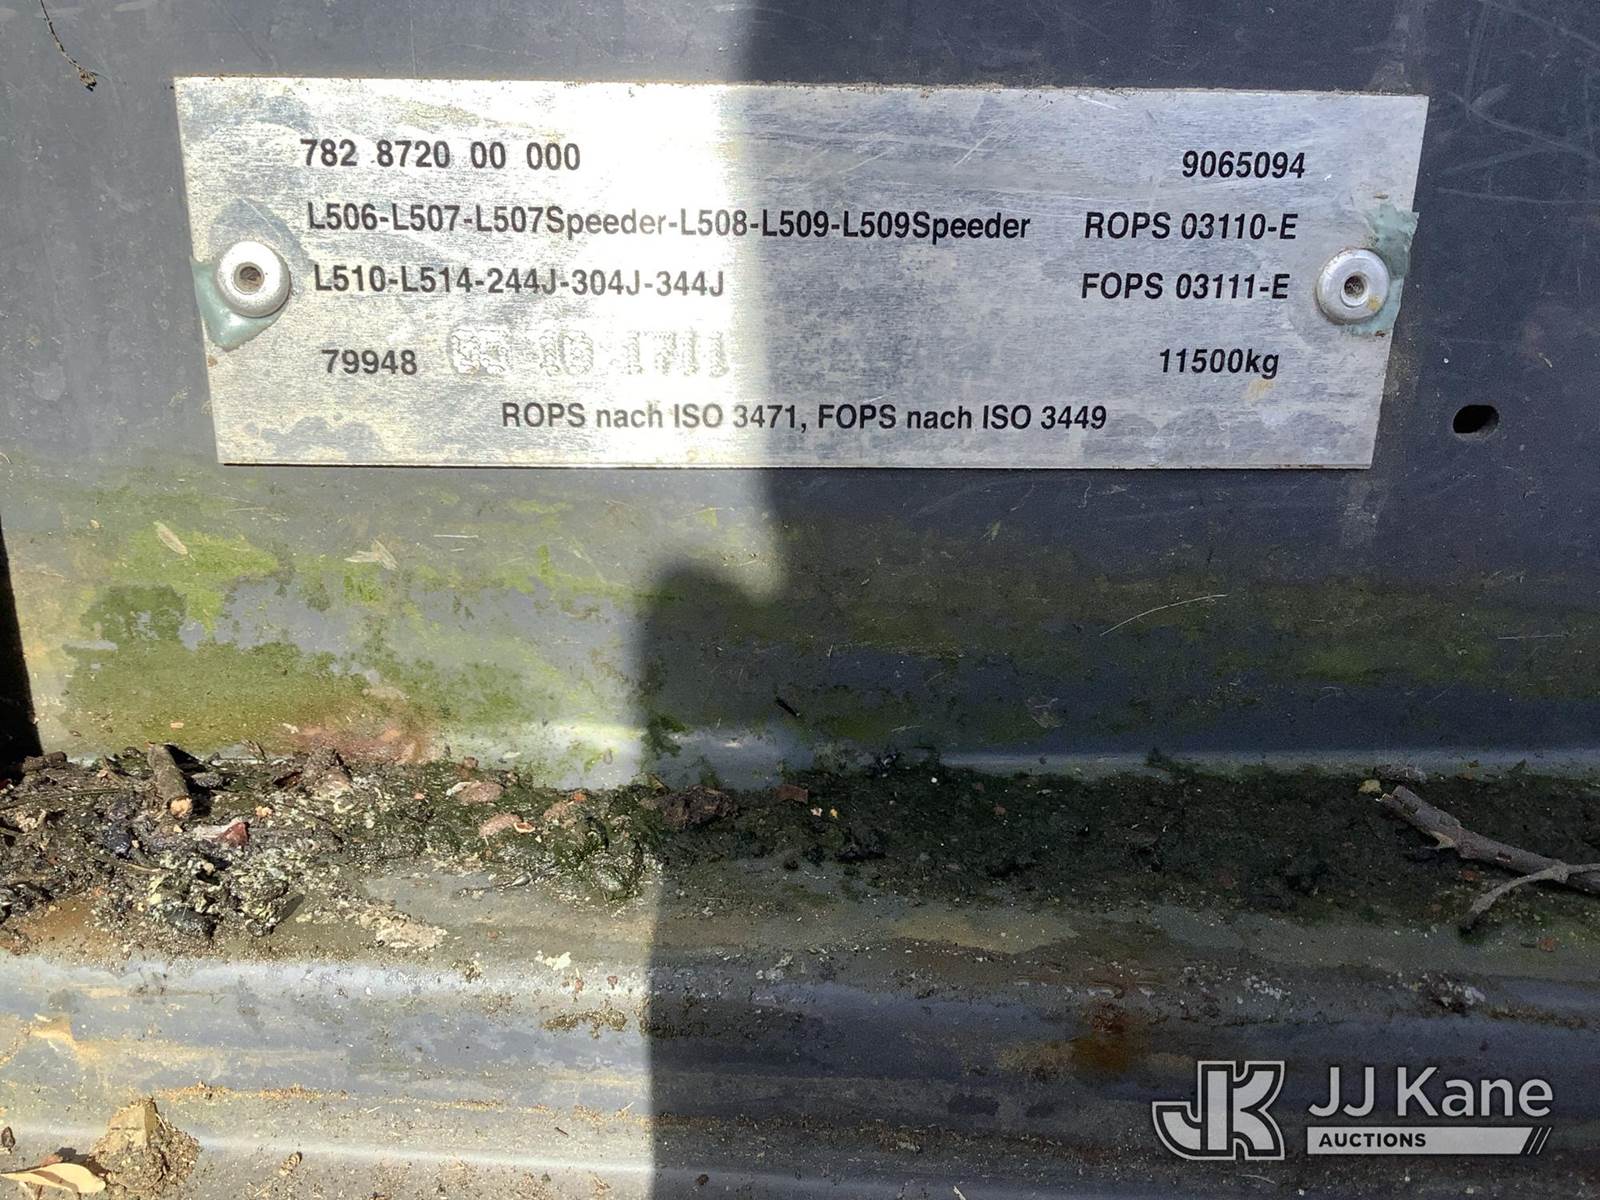 782 8720 00 000 9065094
L506-L507-L507Speeder-L508-L509-L509Speeder ROPS 03110-E
L510-L514-244J-304J-344J FOPS 03111-E
79948 11500kg
ROPS nach ISO 3471, FOPS nach ISO 3449
JK JJ Kane
AUCTIONS